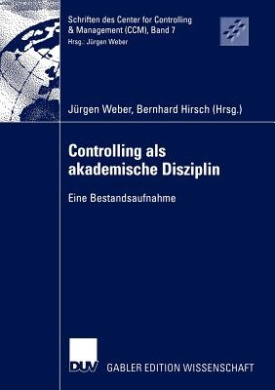 Schriften des Center for Controlling
& Management (CCM), Band 7
Hrsg.: Jürgen Weber
Jürgen Weber, Bernhard Hirsch (Hrsg.)
Controlling als
akademische Disziplin
Eine Bestandsaufnahme
DUV
GABLER EDITION WISSENSCHAFT